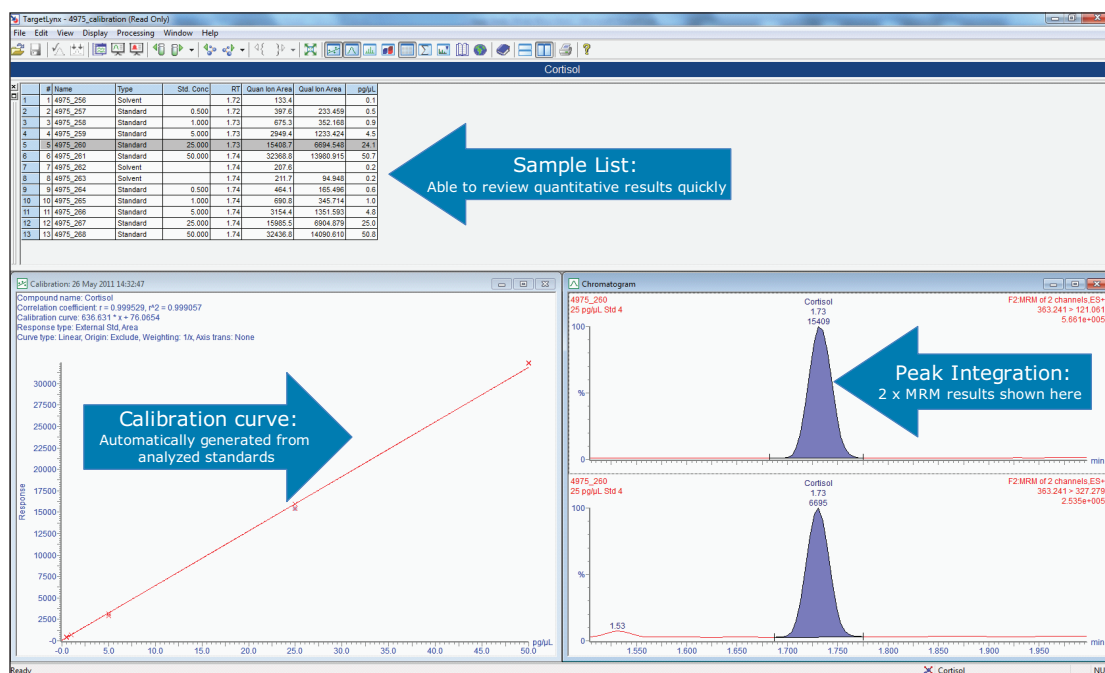 TargetLynx - 4975_calibration (Read Only)
File Edit View Display Processing Window Help
Cortisol
# Name Type Std. Conc RT Quan Ion Area Qual Ion Area pg/µL
1 1 4975_256 Solvent 1.72 133.4 0.1
2 2 4975_257 Standard 0.500 1.72 397.6 233.459 0.5
3 3 4975_258 Standard 1.000 1.73 675.3 352.168 0.9
4 4 4975_259 Standard 5.000 1.73 2949.4 1233.424 4.5
5 5 4975_260 Standard 25.000 1.73 15408.7 6694.548 24.1
6 6 4975_261 Standard 50.000 1.74 32368.8 13980.915 50.7
7 7 4975_262 Solvent 1.74 207.6 0.2
8 8 4975_263 Solvent 1.74 211.7 94.948 0.2
9 9 4975_264 Standard 0.500 1.74 464.1 165.496 0.6
10 10 4975_265 Standard 1.000 1.74 690.8 345.714 1.0
11 11 4975_266 Standard 5.000 1.74 3154.4 1351.593 4.8
12 12 4975_267 Standard 25.000 1.74 15985.5 6904.879 25.0
13 13 4975_268 Standard 50.000 1.74 32436.8 14090.610 50.8
Sample List:
Able to review quantitative results quickly
Calibration: 26 May 2011 14:32:47
Compound name: Cortisol
Correlation coefficient: r = 0.999529, r^2 = 0.999057
Calibration curve: 636.631 * x + 76.0654
Response type: External Std, Area
Curve type: Linear, Origin: Exclude, Weighting: 1/x, Axis trans: None
30000
27500
25000
22500
20000
17500
15000
12500
10000
7500
5000
2500
-0
Response
-0.0 5.0 10.0 15.0 20.0 25.0 30.0 35.0 40.0 45.0 50.0
pg/µL
Calibration curve:
Automatically generated from
analyzed standards
Chromatogram
4975_260
25 pg/µL Std 4
Cortisol
1.73
15409
F2:MRM of 2 channels,ES+
363.241 > 121.061
5.661e+005
100
%
0
min
Peak Integration:
2 x MRM results shown here
4975_260
25 pg/µL Std 4
Cortisol
1.73
6695
F2:MRM of 2 channels,ES+
363.241 > 327.279
2.535e+005
100
%
0
1.53
min
1.550 1.600 1.650 1.700 1.750 1.800 1.850 1.900 1.950
Ready
Cortisol
NU